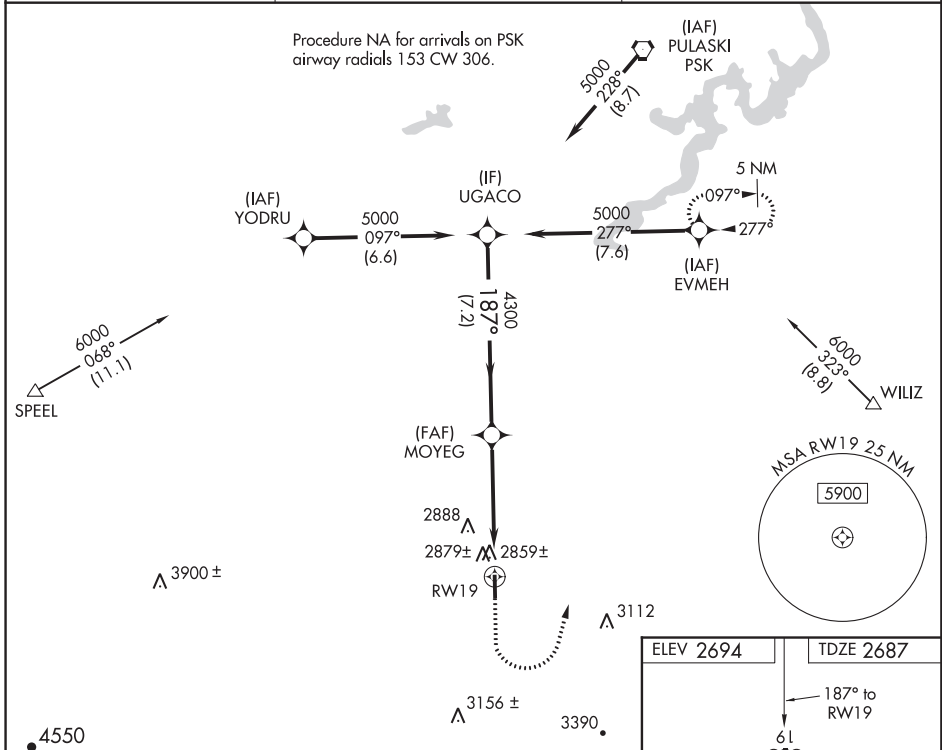 Procedure NA for arrivals on PSK
airway radials 153 CW 306.
(IAF)
PULASKI
PSK
5000
228°
(8.7)
(IF)
UGACO
5 NM
097°
277°
(IAF)
YODRU
5000
097°
(6.6)
5000
277°
(7.6)
(IAF)
EVMEH
4300
187°
(7.2)
6000
068°
(11.1)
SPEEL
6000
323°
(8.8)
WILIZ
(FAF)
MOYEG
MSA RW19 25 NM
5900
2888
2879± 2859±
3900 ±
RW19
3112
ELEV 2694
TDZE 2687
187° to
RW19
3156 ±
3390
4550
19